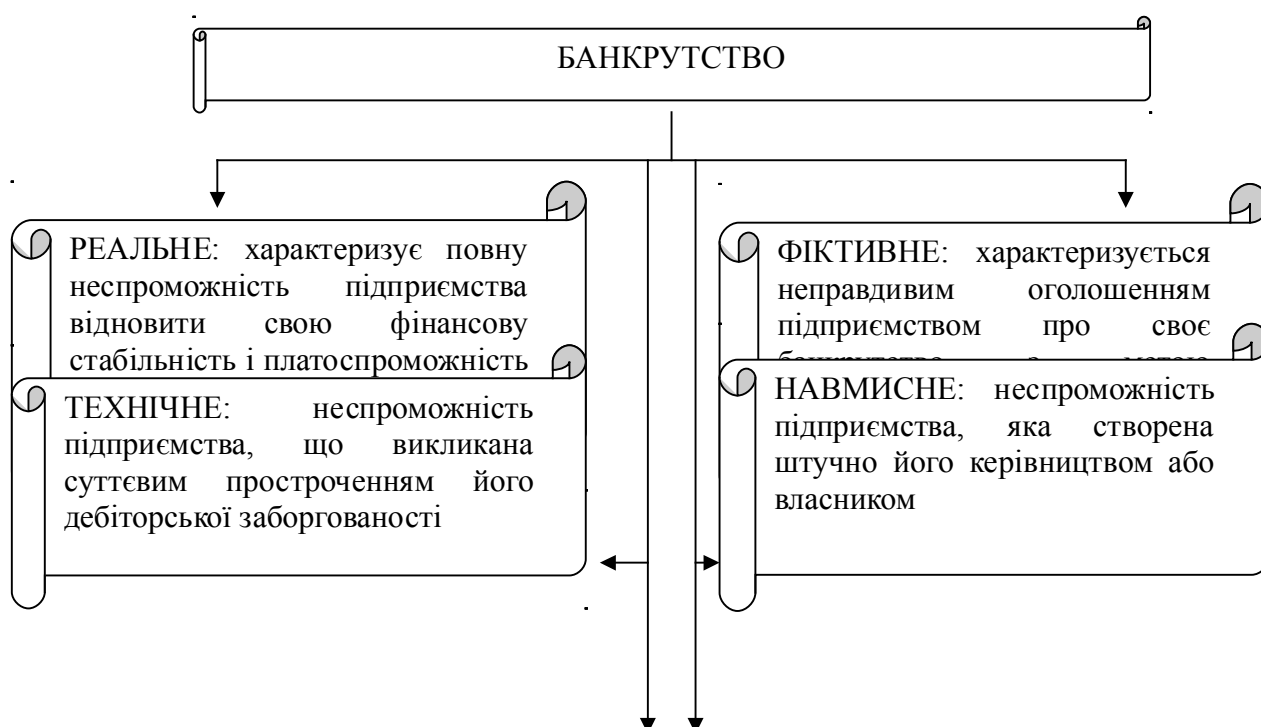 БАНКРУТСТВО
РЕАЛЬНЕ: характеризує повну
неспроможність підприємства
відновити свою фінансову
стабільність і платоспроможність
ТЕХНІЧНЕ: неспроможність
підприємства, що викликана
суттєвим простроченням його
дебіторської заборгованості
ФІКТИВНЕ: характеризується
неправдивим оголошенням
підприємством про своє
НАВМИСНЕ: неспроможність
підприємства, яка створена
штучно його керівництвом або
власником